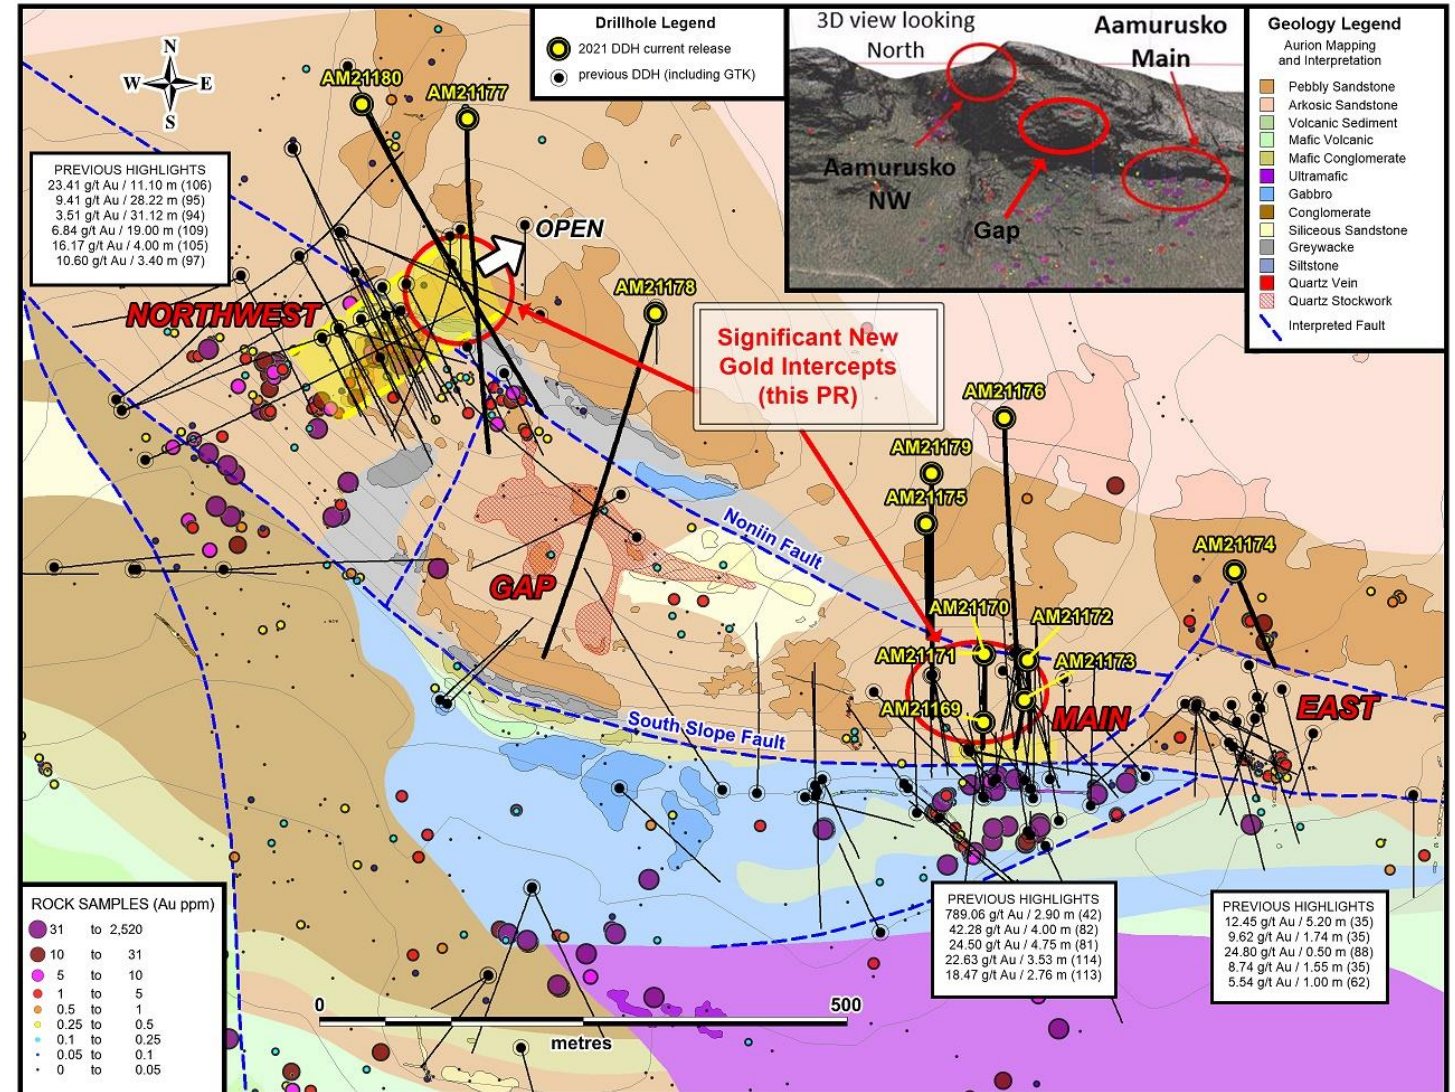 Drillhole Legend
2021 DDH current release
previous DDH (including GTK)
3D view looking
North
Aamurusko
Main
Aamurusko
NW
Gap
Geology Legend
Aurion Mapping
and Interpretation
Pebbly Sandstone
Arkosic Sandstone
Volcanic Sediment
Mafic Volcanic
Mafic Conglomerate
Ultramafic
Gabbro
Conglomerate
Siliceous Sandstone
Greywacke
Siltstone
Quartz Vein
Quartz Stockwork
Interpreted Fault
N
W E
S
AM21180
AM21177
PREVIOUS HIGHLIGHTS
23.41 g/t Au / 11.10 m (106)
9.41 g/t Au / 28.22 m (95)
3.51 g/t Au / 31.12 m (94)
6.84 g/t Au / 19.00 m (109)
16.17 g/t Au / 4.00 m (105)
10.60 g/t Au / 3.40 m (97)
OPEN
AM21178
NORTHWEST
Significant New
Gold Intercepts
(this PR)
AM21176
AM21179
AM21175
Noniin Fault
AM21174
GAP
AM21170
AM21172
AM21171
AM21173
AM21169
MAIN
EAST
South Slope Fault
PREVIOUS HIGHLIGHTS
789.06 g/t Au / 2.90 m (42)
42.28 g/t Au / 4.00 m (82)
24.50 g/t Au / 4.75 m (81)
22.63 g/t Au / 3.53 m (114)
18.47 g/t Au / 2.76 m (113)
PREVIOUS HIGHLIGHTS
12.45 g/t Au / 5.20 m (35)
9.62 g/t Au / 1.74 m (35)
24.80 g/t Au / 0.50 m (88)
8.74 g/t Au / 1.55 m (35)
5.54 g/t Au / 1.00 m (62)
ROCK SAMPLES (Au ppm)
31 to 2,520
10 to 31
5 to 10
1 to 5
0.5 to 1
0.25 to 0.5
0.1 to 0.25
0.05 to 0.1
0 to 0.05
0 500
metres